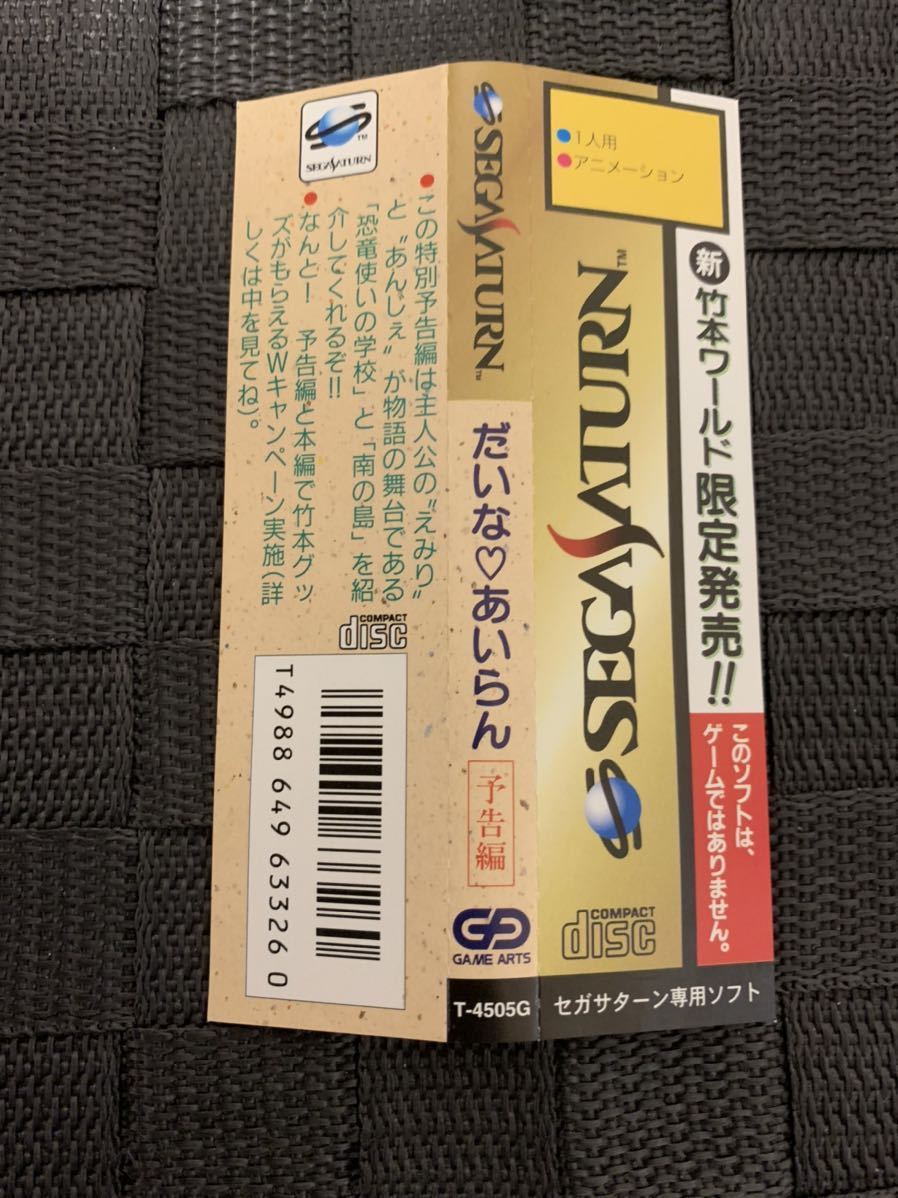 ●1人用
●アニメーション
新 竹本ワールド限定発売!!
このソフトは、
ゲームではありません。
SEGA SATURN™
COMPACT
disc
セガサターン専用ソフト
SEGA SATURN™
だいな♡あいらん
予告編
GAME ARTS
T-4505G
™
SEGA SATURN
●この特別予告編は主人公の"えみり"
と"あんじぇ"が物語の舞台である
「恐竜使いの学校」と「南の島」を紹
介してくれるぞ!!
●なんと! 予告編と本編で竹本グッ
ズがもらえるWキャンペーン実施(詳
しくは中を見てね)。
COMPACT
disc
T4988 649 63326 0